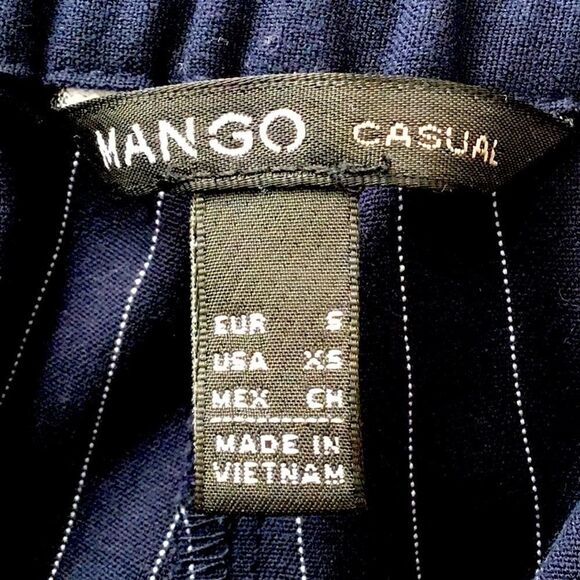 MANGO CASUAL
EUR S
USA XS
MEX CH
MADE IN
VIETNAM